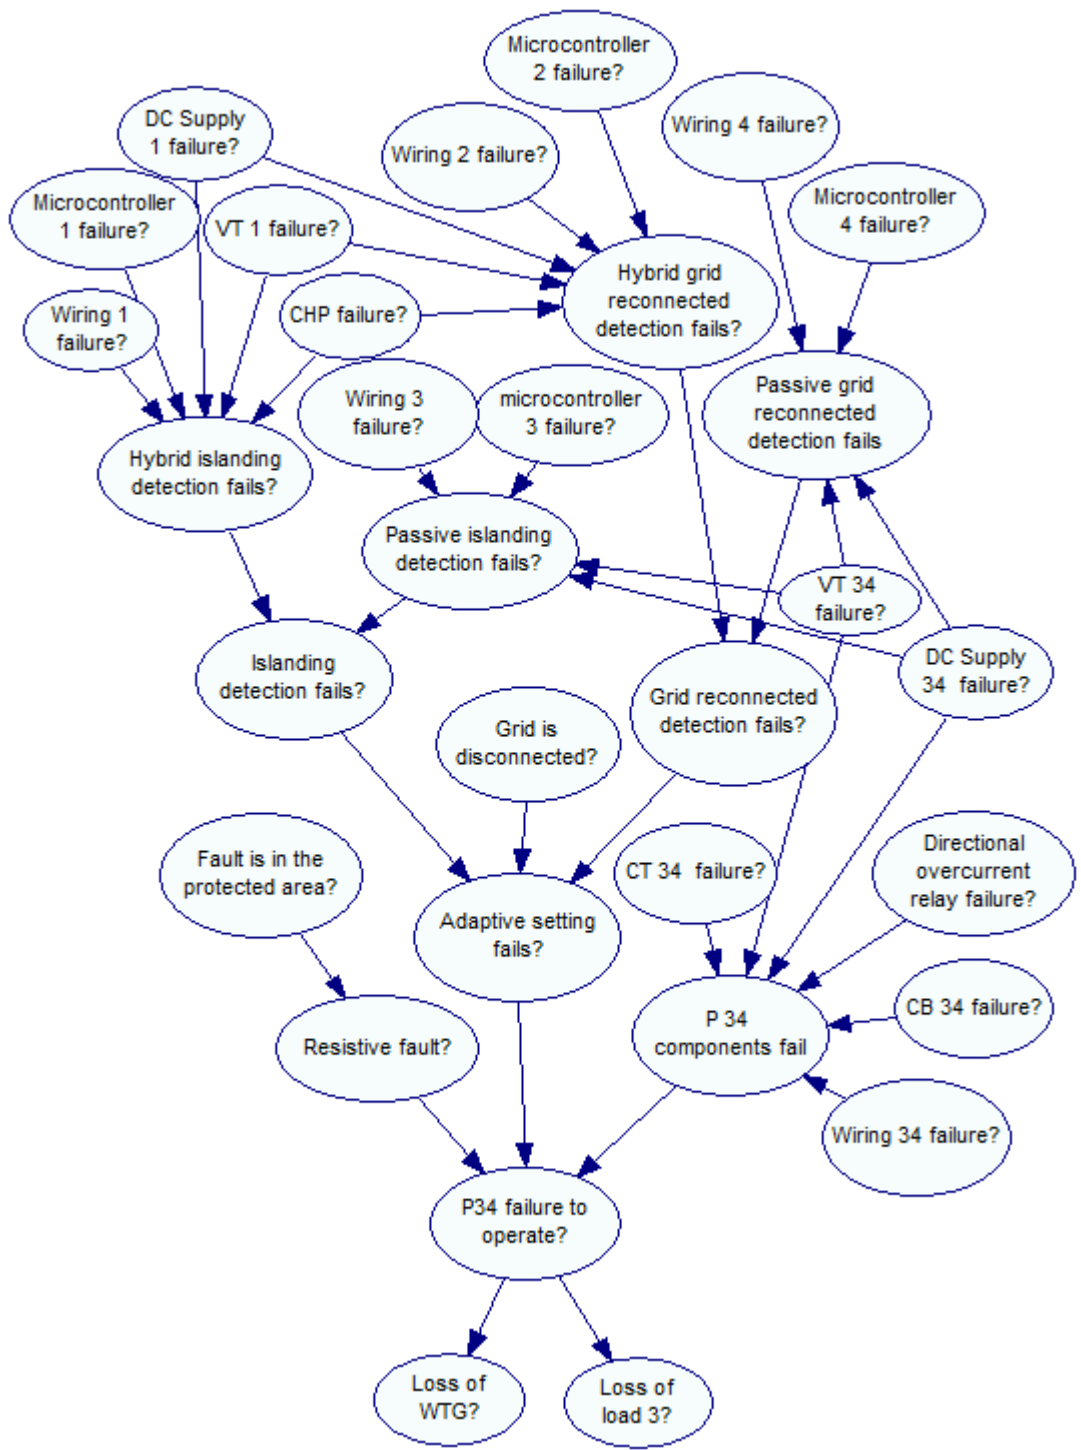 Microcontroller
2 failure?
DC Supply
1 failure?
Wiring 4 failure?
Wiring 2 failure?
Microcontroller
1 failure?
VT 1 failure?
Microcontroller
4 failure?
Hybrid grid
reconnected
detection fails?
Wiring 1
failure?
CHP failure?
Wiring 3
failure?
microcontroller
3 failure?
Passive grid
reconnected
detection fails
Hybrid islanding
detection fails?
Passive islanding
detection fails?
VT 34
failure?
Islanding
detection fails?
DC Supply
34  failure?
Grid reconnected
detection fails?
Grid is
disconnected?
Fault is in the
protected area?
CT 34  failure?
Directional
overcurrent
relay failure?
Adaptive setting
fails?
CB 34 failure?
P 34
components fail
Resistive fault?
Wiring 34 failure?
P34 failure to
operate?
Loss of
WTG?
Loss of
load 3?